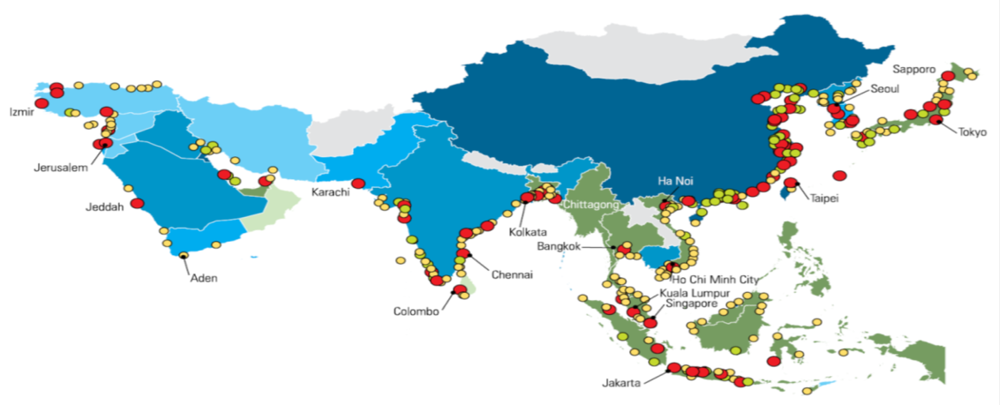 Sapporo
Seoul
Izmir
Tokyo
Jerusalem
Karachi
Ha Noi
Jeddah
Chittagong
Taipei
Kolkata
Bangkok
Aden
Chennai
Ho Chi Minh City
Kuala Lumpur
Singapore
Colombo
Jakarta